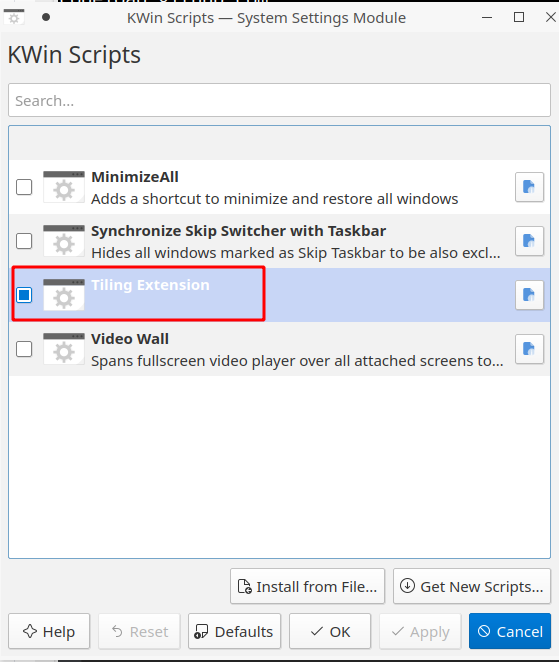 KWin Scripts — System Settings Module
KWin Scripts
Search...
MinimizeAll
Adds a shortcut to minimize and restore all windows
Synchronize Skip Switcher with Taskbar
Hides all windows marked as Skip Taskbar to be also excl...
Tiling Extension
Video Wall
Spans fullscreen video player over all attached screens to...
Install from File...
Get New Scripts...
Help
Reset
Defaults
OK
Apply
Cancel